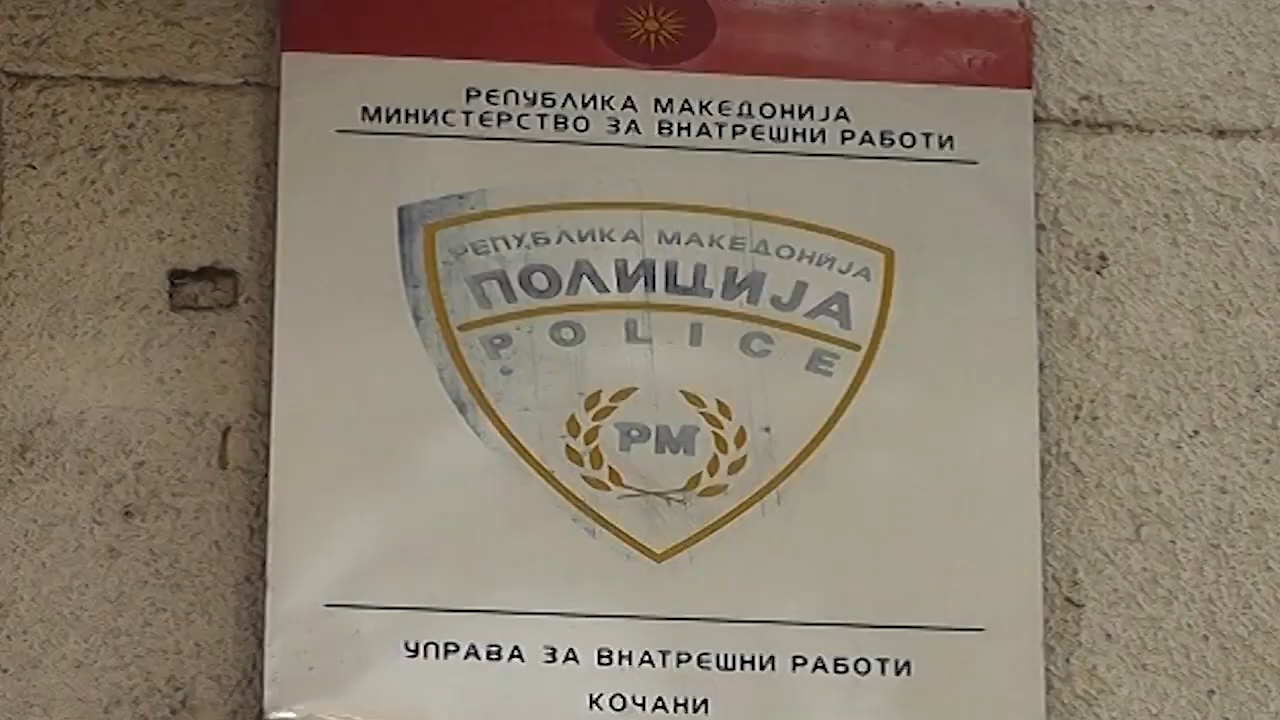 РЕПУБЛИКА МАКЕДОНИЈА
МИНИСТЕРСТВО ЗА ВНАТРЕШНИ РАБОТИ
РЕПУБЛИКА МАКЕДОНИЈА
ПОЛИЦИЈА
POLICE
РМ
УПРАВА ЗА ВНАТРЕШНИ РАБОТИ
КОЧАНИ